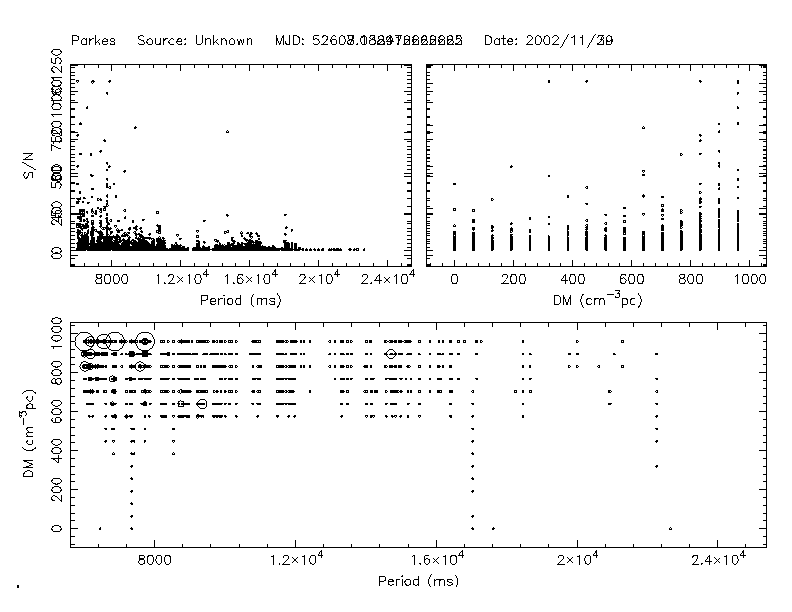 Parkes Source: Unknown MJD: Date: 2002/11/
S/N
8000 1.2×10⁴ 1.6×10⁴ 2×10⁴ 2.4×10⁴
Period (ms)
0 200 400 600 800 1000
DM (cm⁻³pc)
DM (cm⁻³pc)
0 200 400 600 800 1000
8000 1.2×10⁴ 1.6×10⁴ 2×10⁴ 2.4×10⁴
Period (ms)